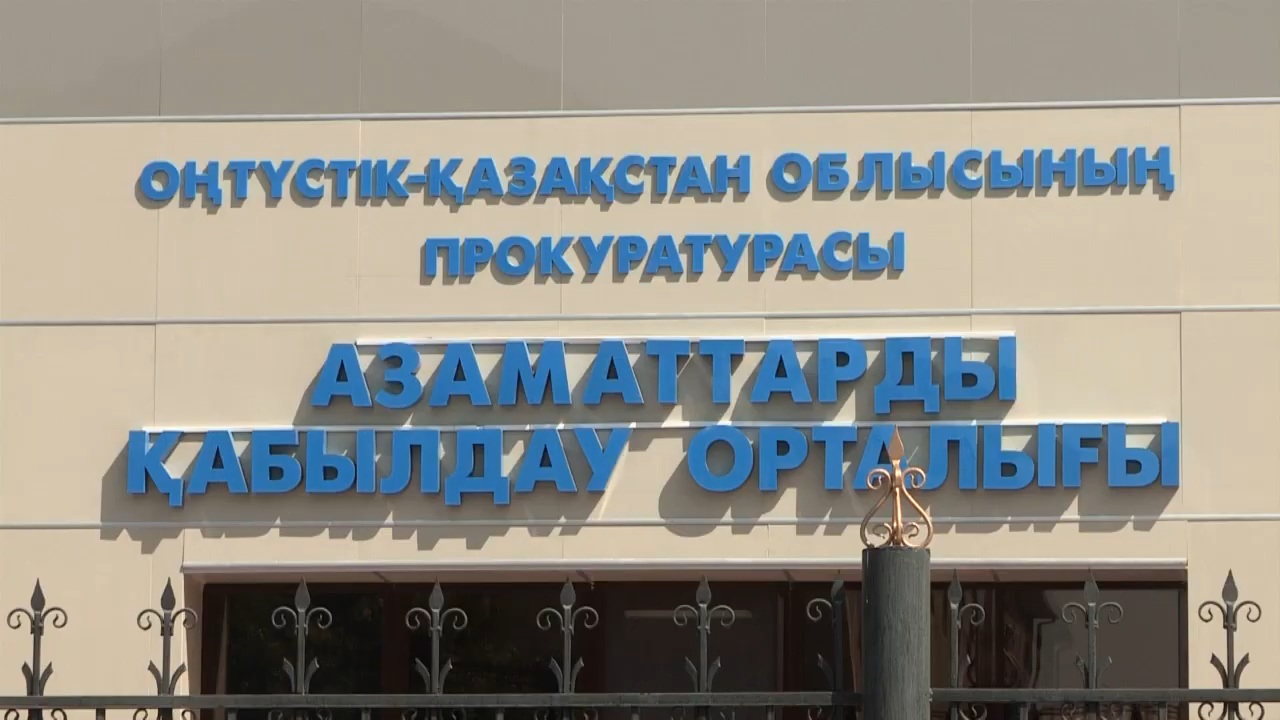 ОҢТҮСТІК-ҚАЗАҚСТАН ОБЛЫСЫНЫҢ
ПРОКУРАТУРАСЫ
АЗАМАТТАРДЫ
ҚАБЫЛДАУ ОРТАЛЫҒЫ